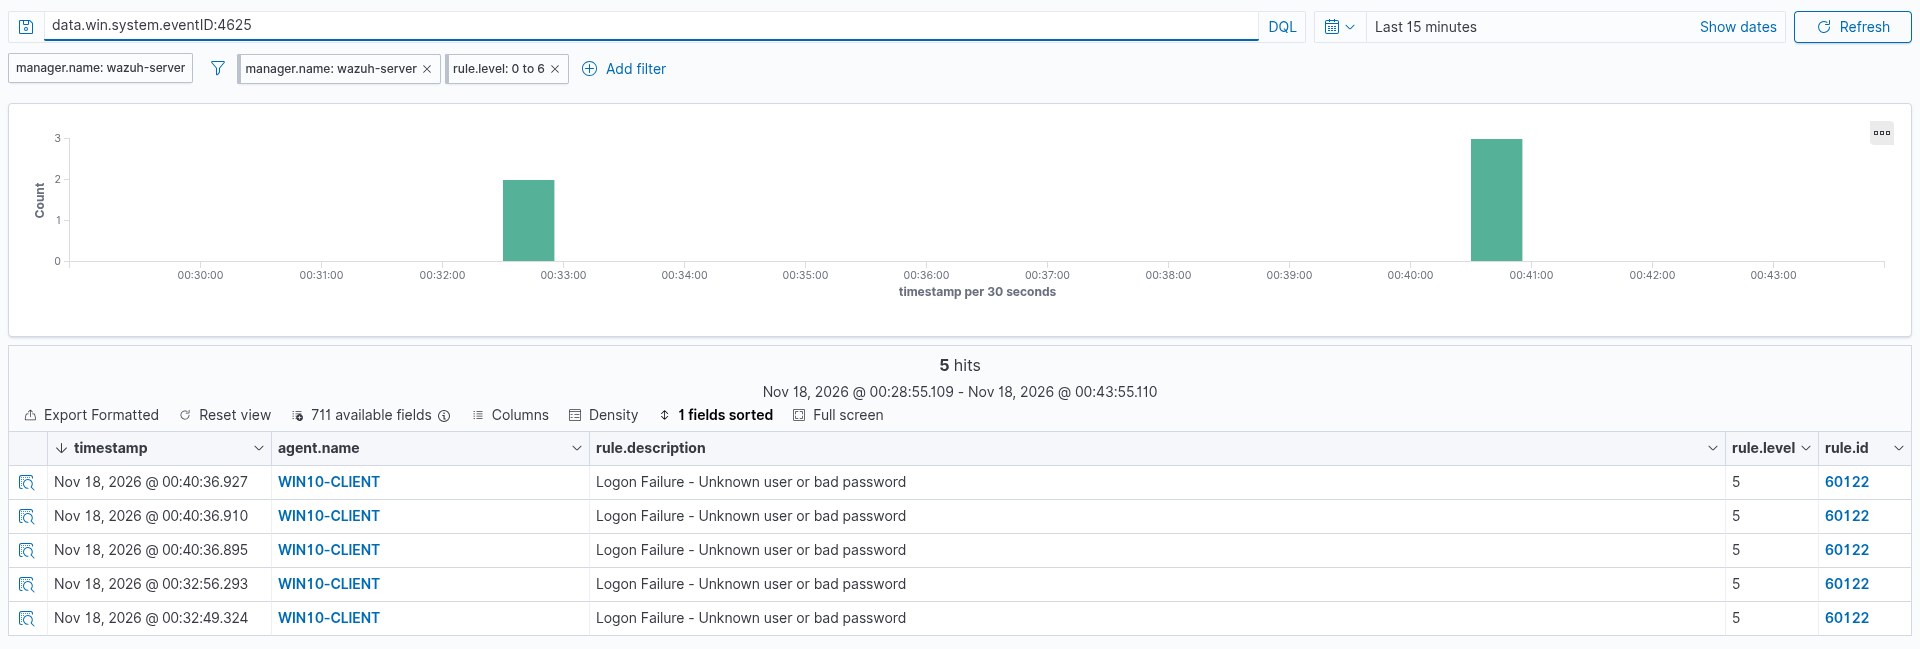 data.win.system.eventID:4625 DQL Last 15 minutes Show dates Refresh
manager.name: wazuh-server manager.name: wazuh-server × rule.level: 0 to 6 × Add filter
3
2
1
0
Count
00:30:00 00:31:00 00:32:00 00:33:00 00:34:00 00:35:00 00:36:00 00:37:00 00:38:00 00:39:00 00:40:00 00:41:00 00:42:00 00:43:00
timestamp per 30 seconds
5 hits
Nov 18, 2026 @ 00:28:55.109 - Nov 18, 2026 @ 00:43:55.110
Export Formatted Reset view 711 available fields Columns Density 1 fields sorted Full screen
timestamp agent.name rule.description rule.level rule.id
Nov 18, 2026 @ 00:40:36.927 WIN10-CLIENT Logon Failure - Unknown user or bad password 5 60122
Nov 18, 2026 @ 00:40:36.910 WIN10-CLIENT Logon Failure - Unknown user or bad password 5 60122
Nov 18, 2026 @ 00:40:36.895 WIN10-CLIENT Logon Failure - Unknown user or bad password 5 60122
Nov 18, 2026 @ 00:32:56.293 WIN10-CLIENT Logon Failure - Unknown user or bad password 5 60122
Nov 18, 2026 @ 00:32:49.324 WIN10-CLIENT Logon Failure - Unknown user or bad password 5 60122